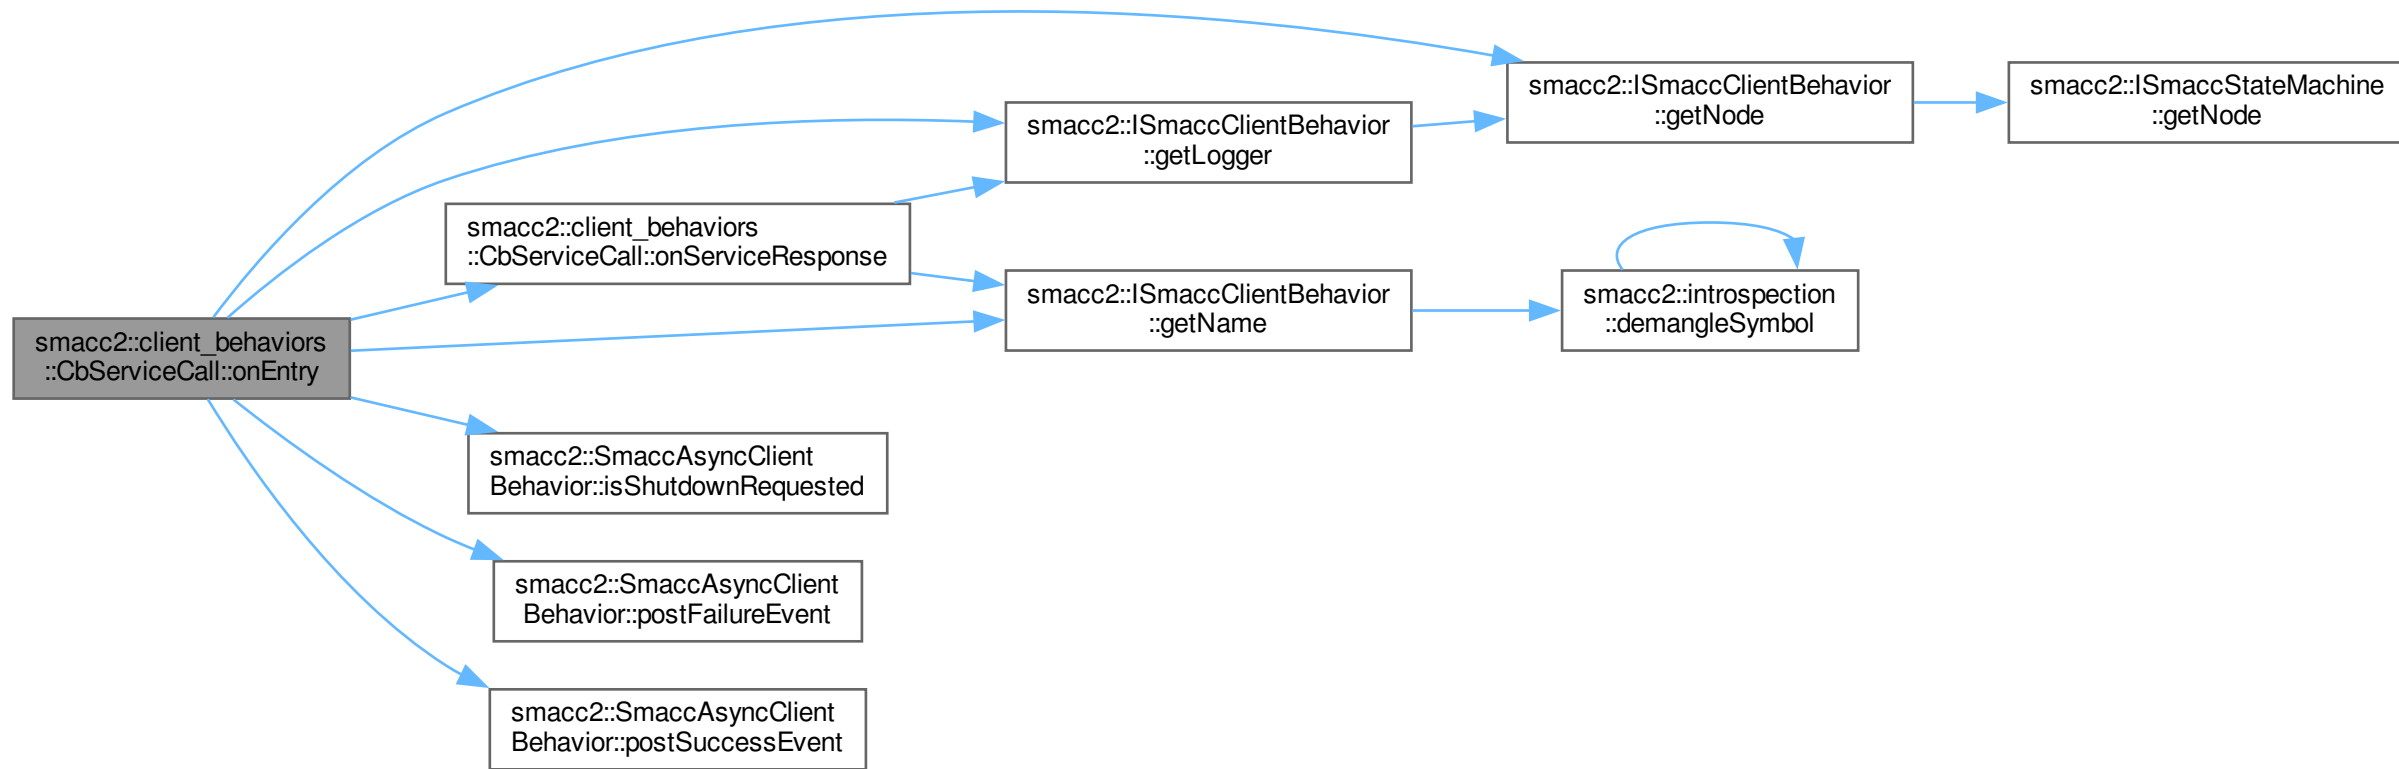 smacc2::client_behaviors
::CbServiceCall::onEntry
smacc2::client_behaviors
::CbServiceCall::onServiceResponse
smacc2::ISmaccClientBehavior
::getLogger
smacc2::ISmaccClientBehavior
::getNode
smacc2::ISmaccStateMachine
::getNode
smacc2::ISmaccClientBehavior
::getName
smacc2::introspection
::demangleSymbol
smacc2::SmaccAsyncClient
Behavior::isShutdownRequested
smacc2::SmaccAsyncClient
Behavior::postFailureEvent
smacc2::SmaccAsyncClient
Behavior::postSuccessEvent